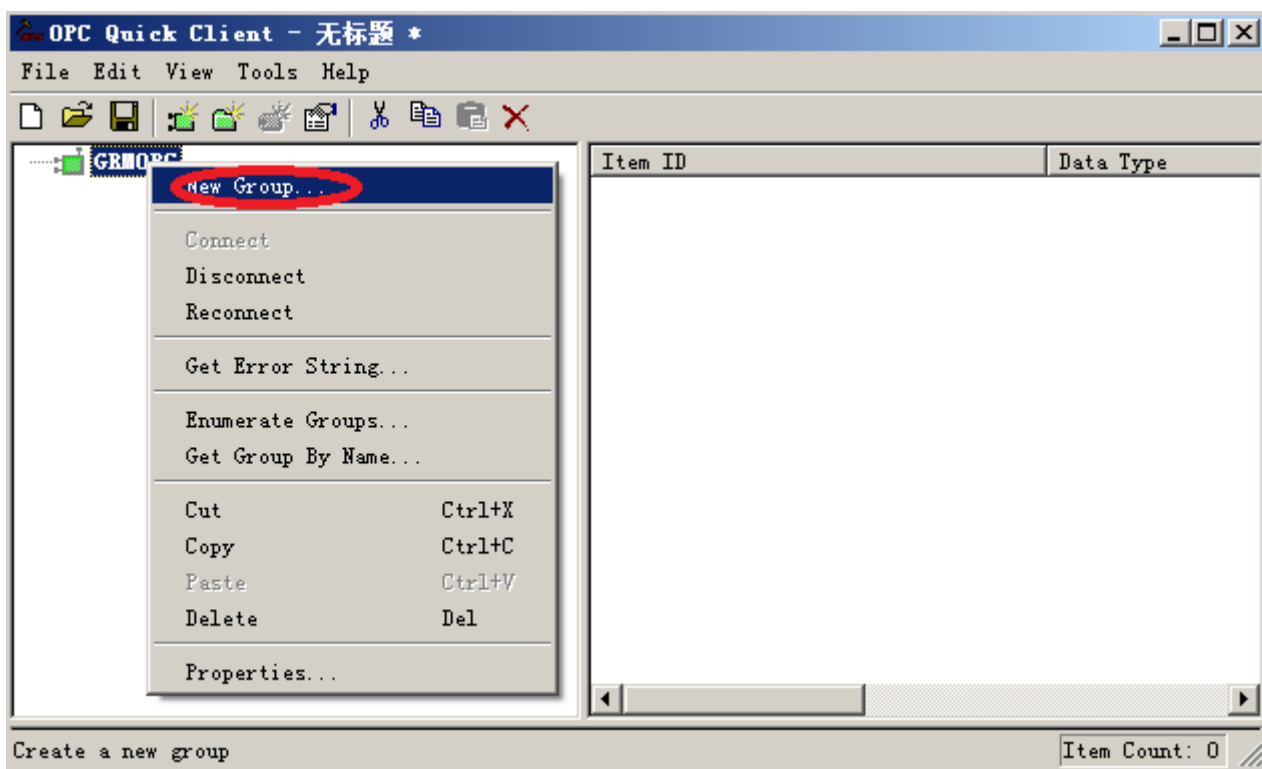 OPC Quick Client - 无标题 *
File Edit View Tools Help
GRMOPC
Item ID Data Type
New Group...
Connect
Disconnect
Reconnect
Get Error String...
Enumerate Groups...
Get Group By Name...
Cut Ctrl+X
Copy Ctrl+C
Paste Ctrl+V
Delete Del
Properties...
Create a new group Item Count: 0